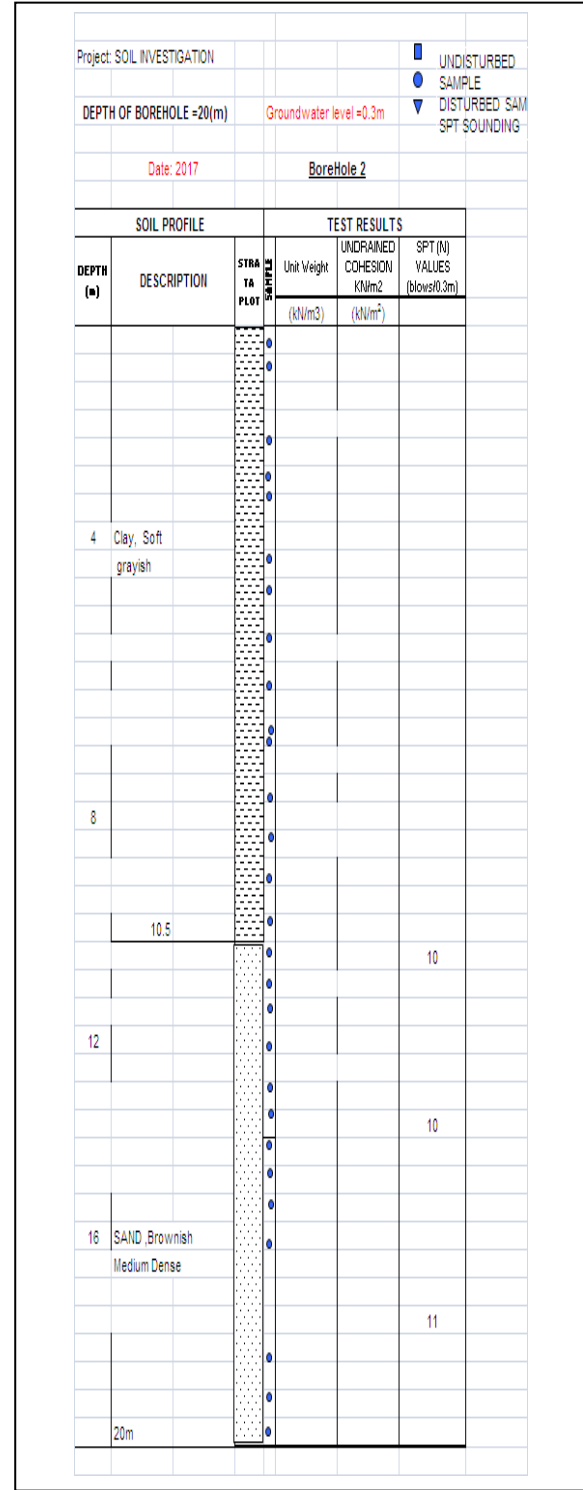 Project: SOIL INVESTIGATION
UNDISTURBED
SAMPLE
DEPTH OF BOREHOLE =20(m) Groundwater level =0.3m
DISTURBED SAM
SPT SOUNDING
Date: 2017 BoreHole 2
SOIL PROFILE TEST RESULTS
DEPTH (m)
DESCRIPTION
STRA TA PLOT
SAMPLE
Unit Weight
(kN/m3)
UNDRAINED COHESION KN/m2
(kN/m²)
SPT (N) VALUES (blows/0.3m)
4 Clay, Soft
grayish
8
10.5
10
12
10
16 SAND ,Brownish
Medium Dense
11
20m